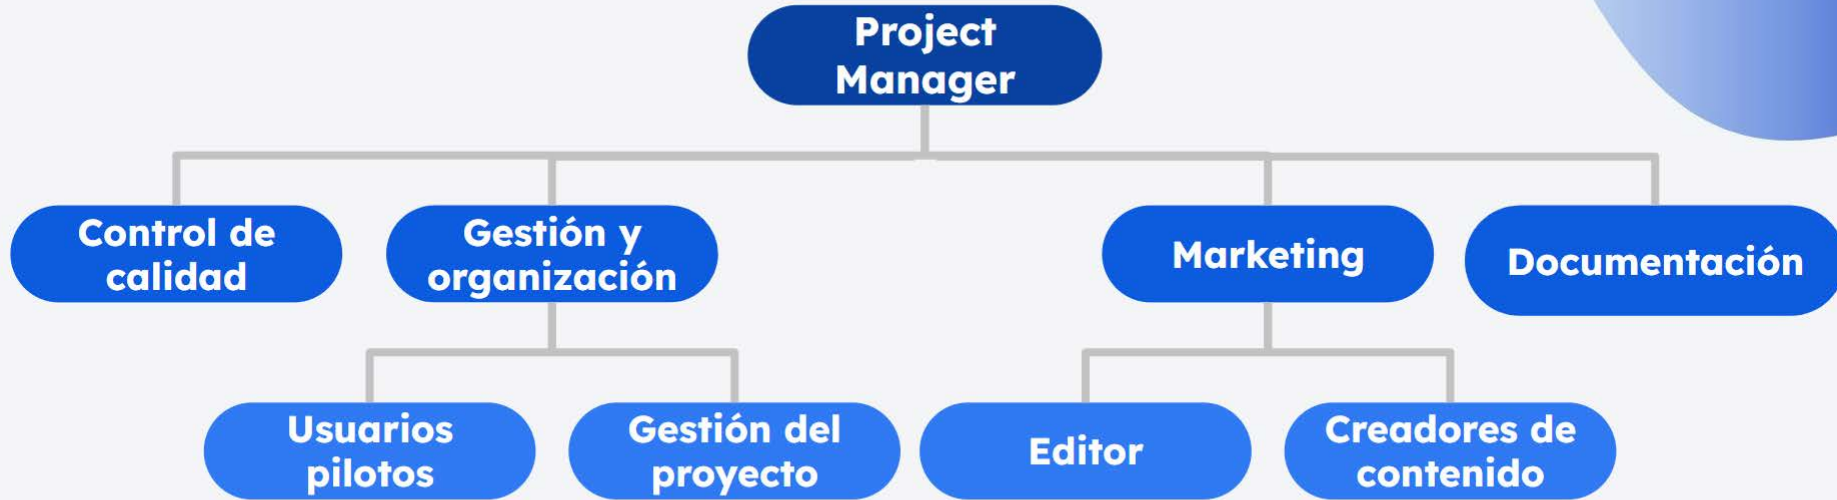 Project
Manager
Control de
calidad
Gestión y
organización
Marketing
Documentación
Usuarios
pilotos
Gestión del
proyecto
Editor
Creadores de
contenido